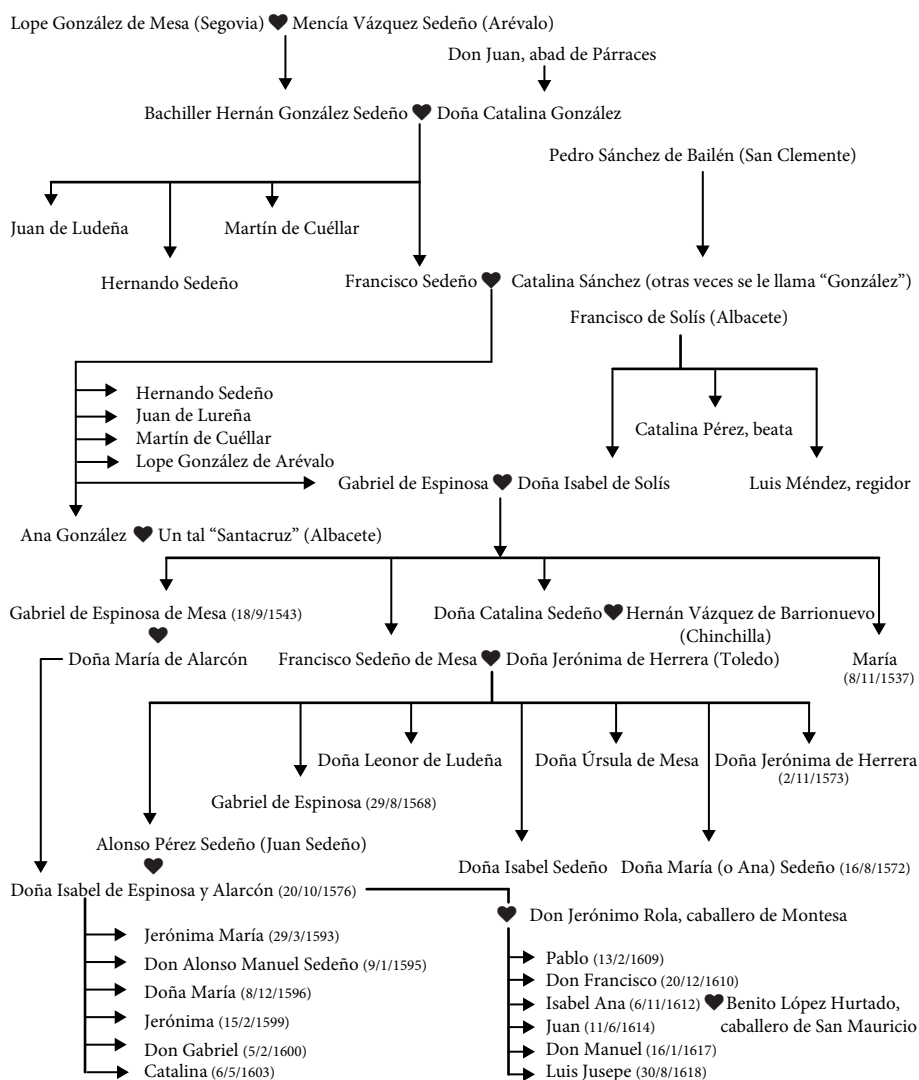 Lope González de Mesa (Segovia) ♥ Mencía Vázquez Sedeño (Arévalo)
Don Juan, abad de Párraces
Bachiller Hernán González Sedeño ♥ Doña Catalina González
Pedro Sánchez de Bailén (San Clemente)
Juan de Ludeña
Martín de Cuéllar
Hernando Sedeño
Francisco Sedeño ♥ Catalina Sánchez (otras veces se le llama “González”)
Francisco de Solís (Albacete)
Hernando Sedeño
Juan de Lureña
Martín de Cuéllar
Lope González de Arévalo
Catalina Pérez, beata
Gabriel de Espinosa ♥ Doña Isabel de Solís
Luis Méndez, regidor
Ana González ♥ Un tal “Santacruz” (Albacete)
Gabriel de Espinosa de Mesa (18/9/1543)
♥
Doña María de Alarcón
Doña Catalina Sedeño ♥ Hernán Vázquez de Barrionuevo
(Chinchilla)
Francisco Sedeño de Mesa ♥ Doña Jerónima de Herrera (Toledo)
María
(8/11/1537)
Doña Leonor de Ludeña
Doña Úrsula de Mesa
Doña Jerónima de Herrera
(2/11/1573)
Gabriel de Espinosa (29/8/1568)
Alonso Pérez Sedeño (Juan Sedeño)
♥
Doña Isabel Sedeño
Doña María (o Ana) Sedeño (16/8/1572)
Doña Isabel de Espinosa y Alarcón (20/10/1576)
♥ Don Jerónimo Rola, caballero de Montesa
Jerónima María (29/3/1593)
Don Alonso Manuel Sedeño (9/1/1595)
Doña María (8/12/1596)
Jerónima (15/2/1599)
Don Gabriel (5/2/1600)
Catalina (6/5/1603)
Pablo (13/2/1609)
Don Francisco (20/12/1610)
Isabel Ana (6/11/1612) ♥ Benito López Hurtado,
caballero de San Mauricio
Juan (11/6/1614)
Don Manuel (16/1/1617)
Luis Jusepe (30/8/1618)